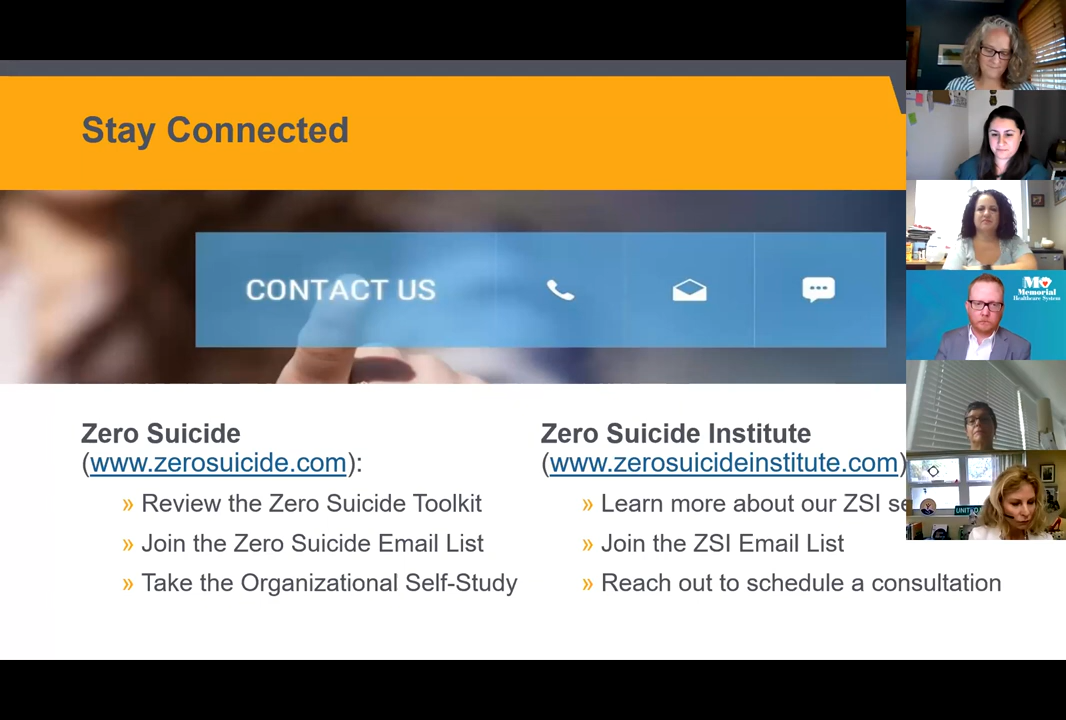 Stay Connected
CONTACT US
Memorial
Healthcare System
Zero Suicide
(www.zerosuicide.com):
» Review the Zero Suicide Toolkit
» Join the Zero Suicide Email List
» Take the Organizational Self-Study
Zero Suicide Institute
(www.zerosuicideinstitute.com)
» Learn more about our ZSI se
» Join the ZSI Email List
» Reach out to schedule a consultation